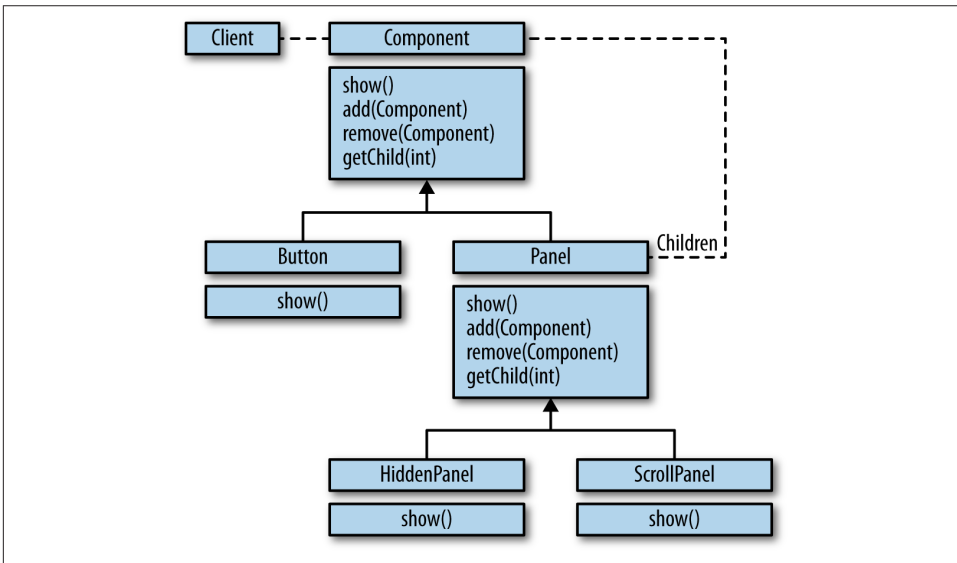 Client
Component
show()
add(Component)
remove(Component)
getChild(int)
Children
Button
Panel
show()
show()
add(Component)
remove(Component)
getChild(int)
HiddenPanel
ScrollPanel
show()
show()